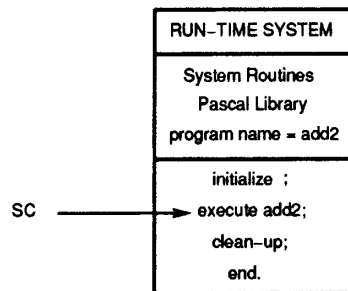 RUN-TIME SYSTEM
System Routines
Pascal Library
program name = add2
initialize ;
SC execute add2;
clean-up;
end.